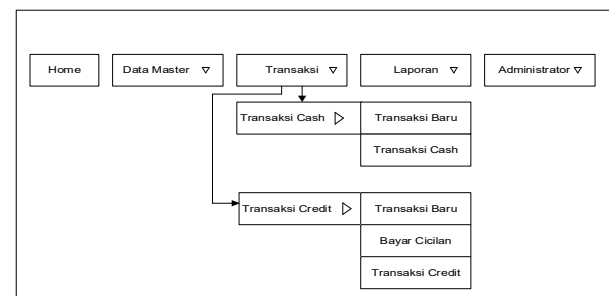 Home
Data Master
Transaksi
Laporan
Administrator
Transaksi Cash
Transaksi Baru
Transaksi Cash
Transaksi Credit
Transaksi Baru
Bayar Cicilan
Transaksi Credit